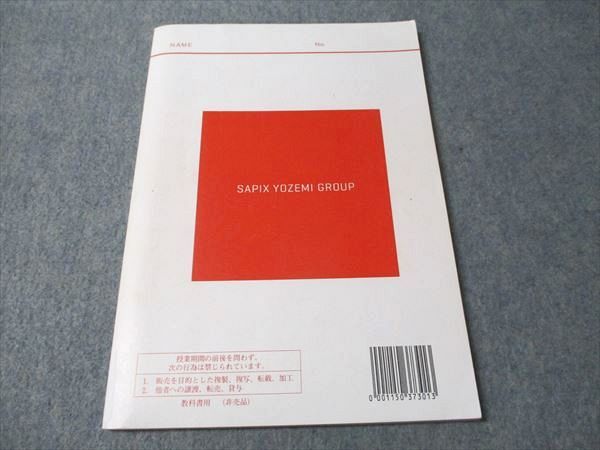 NAME
No.
SAPIX YOZEMI GROUP
授業期間の前後を問わず、
次の行為は禁じられています。
1. 販売を目的とした複製、複写、転載、加工
2. 他者への譲渡、転売、貸与
教科書用 (非売品)
0 001150 373013